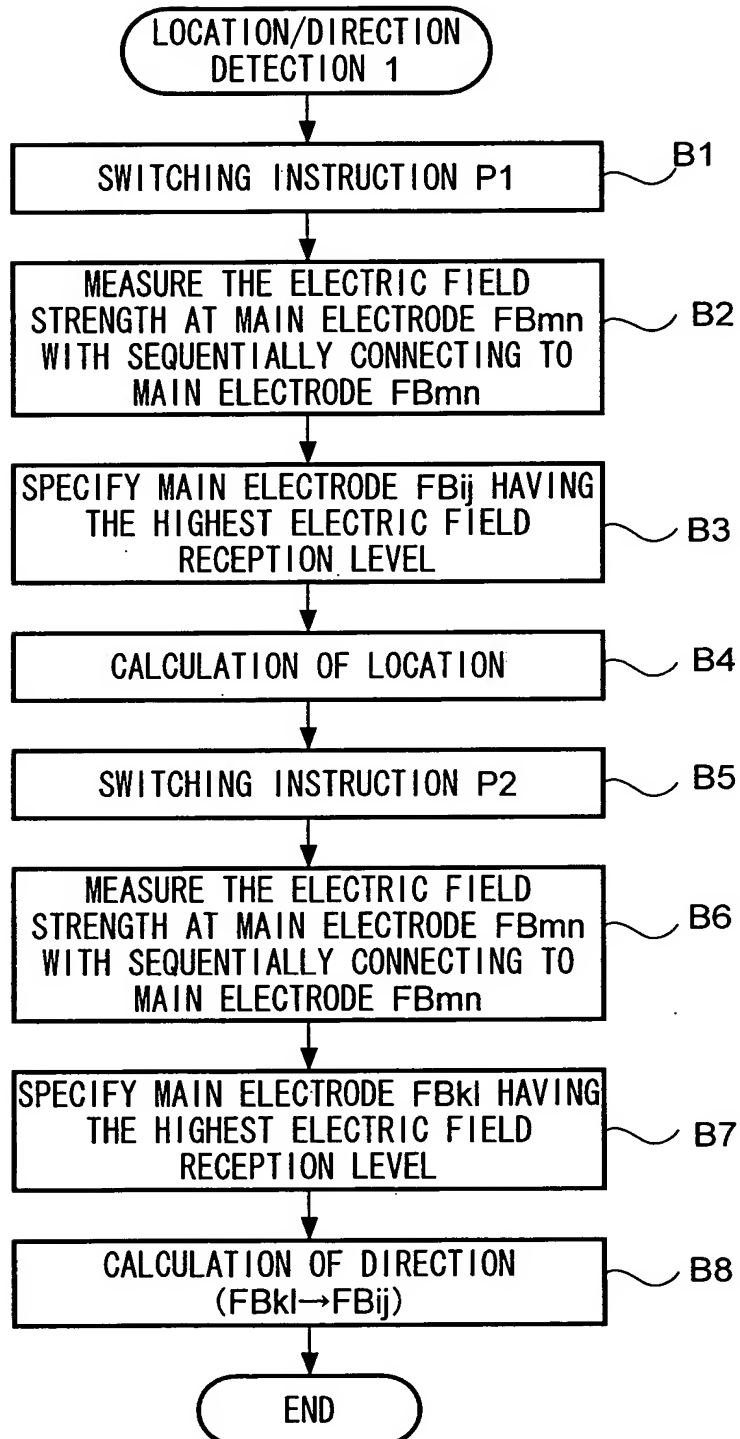 LOCATION/DIRECTION
DETECTION 1
SWITCHING INSTRUCTION P1
B1
MEASURE THE ELECTRIC FIELD
STRENGTH AT MAIN ELECTRODE FBmn
WITH SEQUENTIALLY CONNECTING TO
MAIN ELECTRODE FBmn
B2
SPECIFY MAIN ELECTRODE FBij HAVING
THE HIGHEST ELECTRIC FIELD
RECEPTION LEVEL
B3
CALCULATION OF LOCATION
B4
SWITCHING INSTRUCTION P2
B5
MEASURE THE ELECTRIC FIELD
STRENGTH AT MAIN ELECTRODE FBmn
WITH SEQUENTIALLY CONNECTING TO
MAIN ELECTRODE FBmn
B6
SPECIFY MAIN ELECTRODE FBkl HAVING
THE HIGHEST ELECTRIC FIELD
RECEPTION LEVEL
B7
CALCULATION OF DIRECTION
(FBkl→FBij)
B8
END